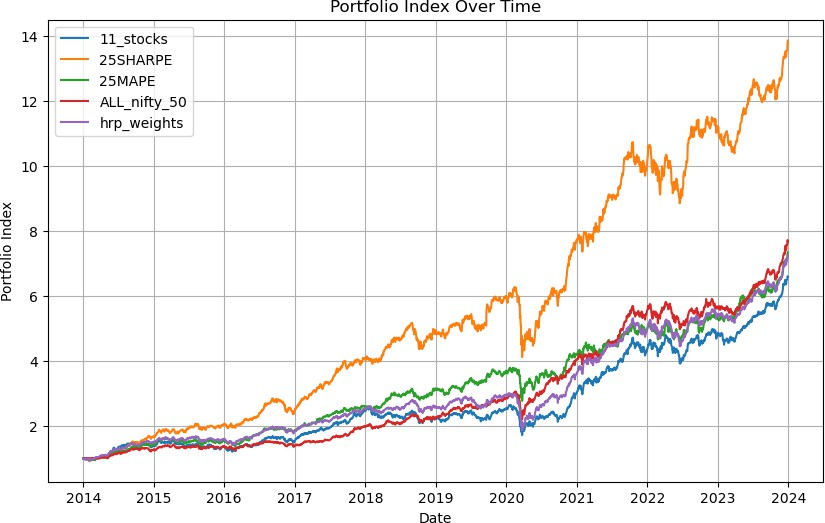 Portfolio Index Over Time
14
12
10
8
6
4
2
Portfolio Index
11_stocks
25SHARPE
25MAPE
ALL_nifty_50
hrp_weights
2014 2015 2016 2017 2018 2019 2020 2021 2022 2023 2024
Date